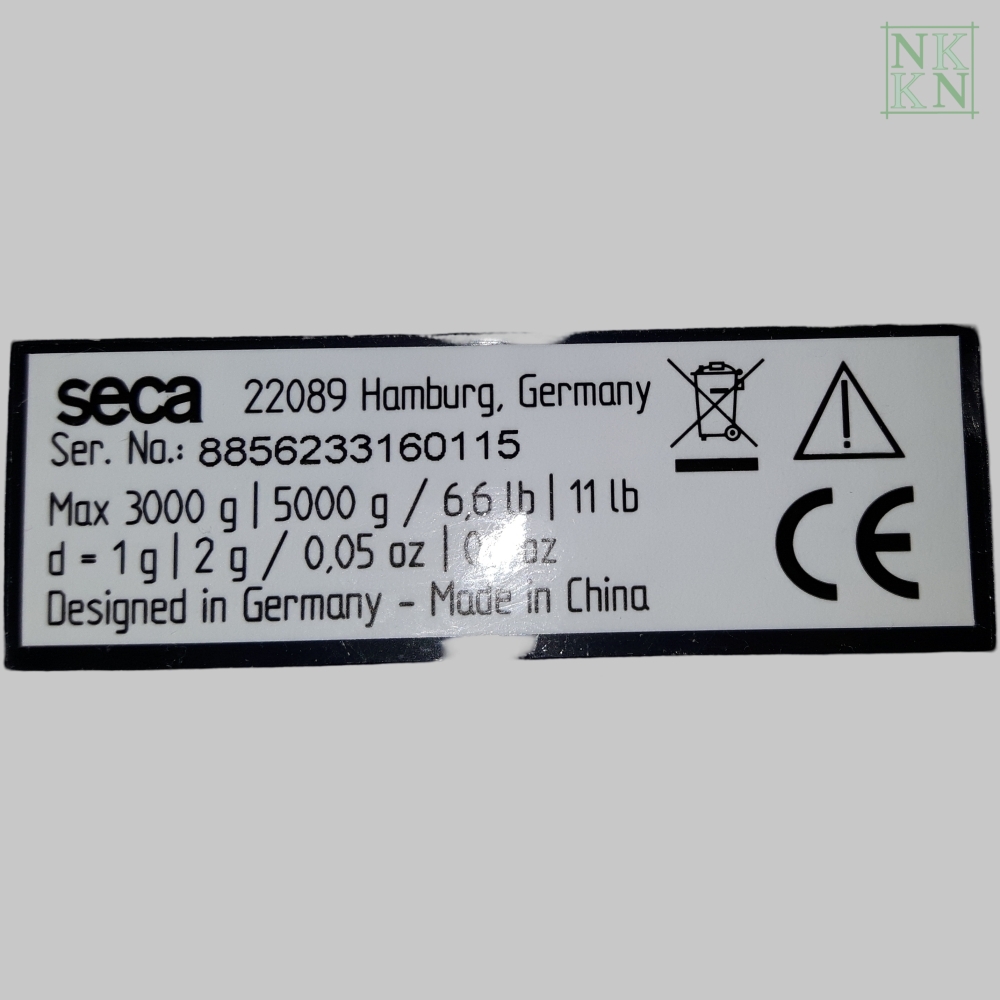 NK
KN
seca 22089 Hamburg, Germany
Ser. No.: 8856233160115
Max 3000 g | 5000 g / 6,6 lb | 11 lb
d = 1 g | 2 g / 0,05 oz | oz
Designed in Germany - Made in China
CE